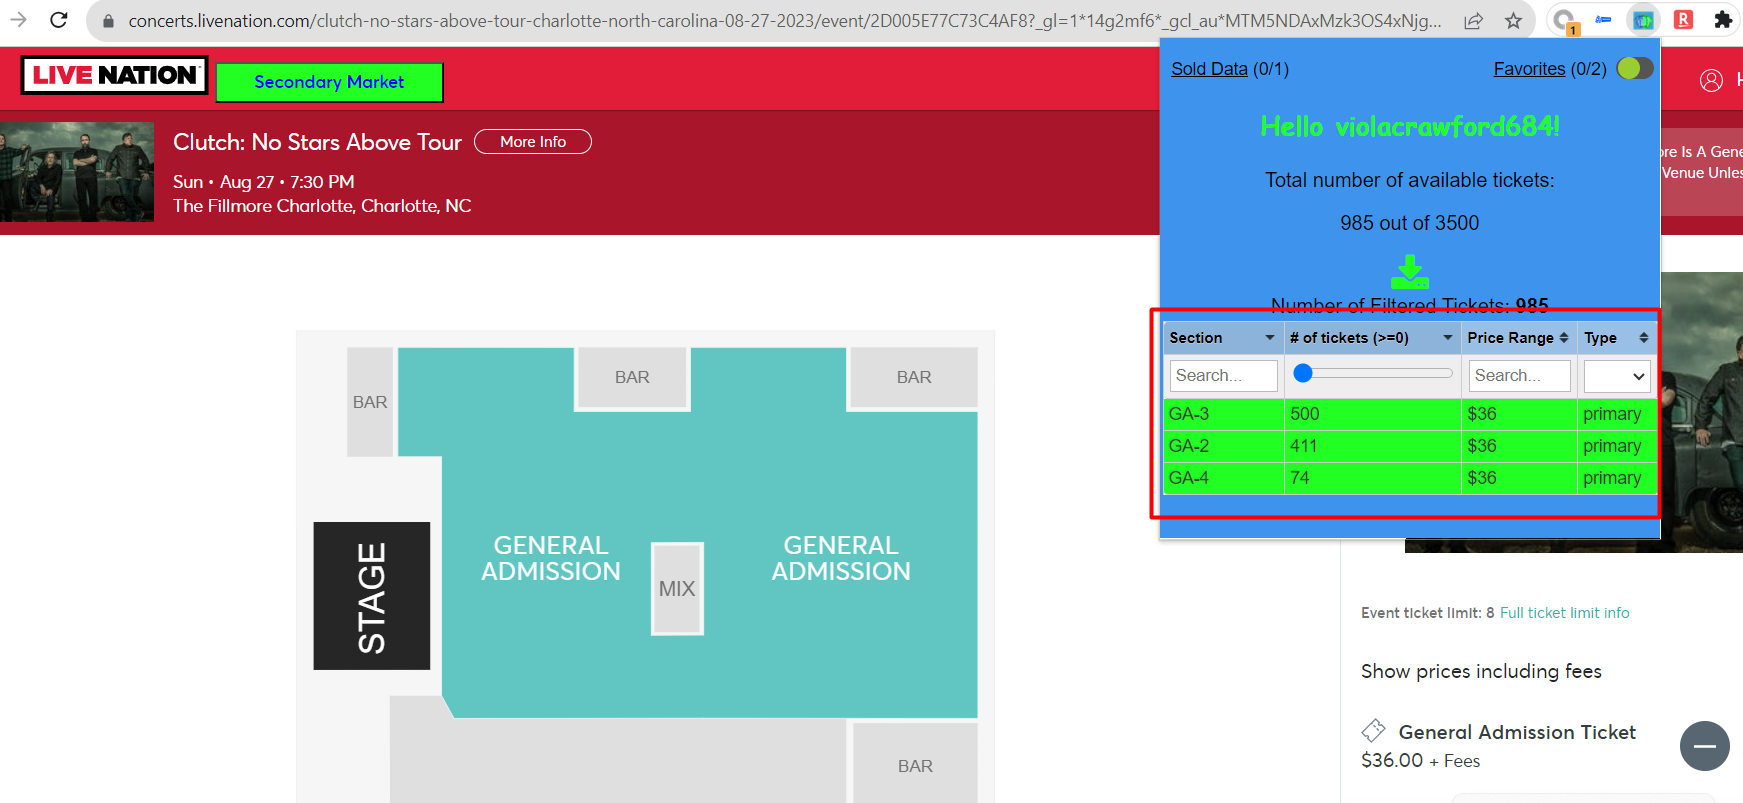 concerts.livenation.com/clutch-no-stars-above-tour-charlotte-north-carolina-08-27-2023/event/2D005E77C73C4AF8?_gl=1*14g2mf6*_gcl_au*MTM5NDAxMzk3OS4xNjg...
1
R
LIVE NATION
Secondary Market
H
Clutch: No Stars Above Tour
More Info
Sun • Aug 27 • 7:30 PM
The Fillmore Charlotte, Charlotte, NC
ore Is A Gene
Venue Unles
Sold Data (0/1)
Favorites (0/2)
Hello violacrawford684!
Total number of available tickets:
985 out of 3500
Number of Filtered Tickets: 985
Section # of tickets (>=0) Price Range Type
Search... Search...
GA-3 500 $36 primary
GA-2 411 $36 primary
GA-4 74 $36 primary
BAR
BAR
BAR
GENERAL
ADMISSION
GENERAL
ADMISSION
MIX
STAGE
BAR
Event ticket limit: 8 Full ticket limit info
Show prices including fees
General Admission Ticket
$36.00 + Fees